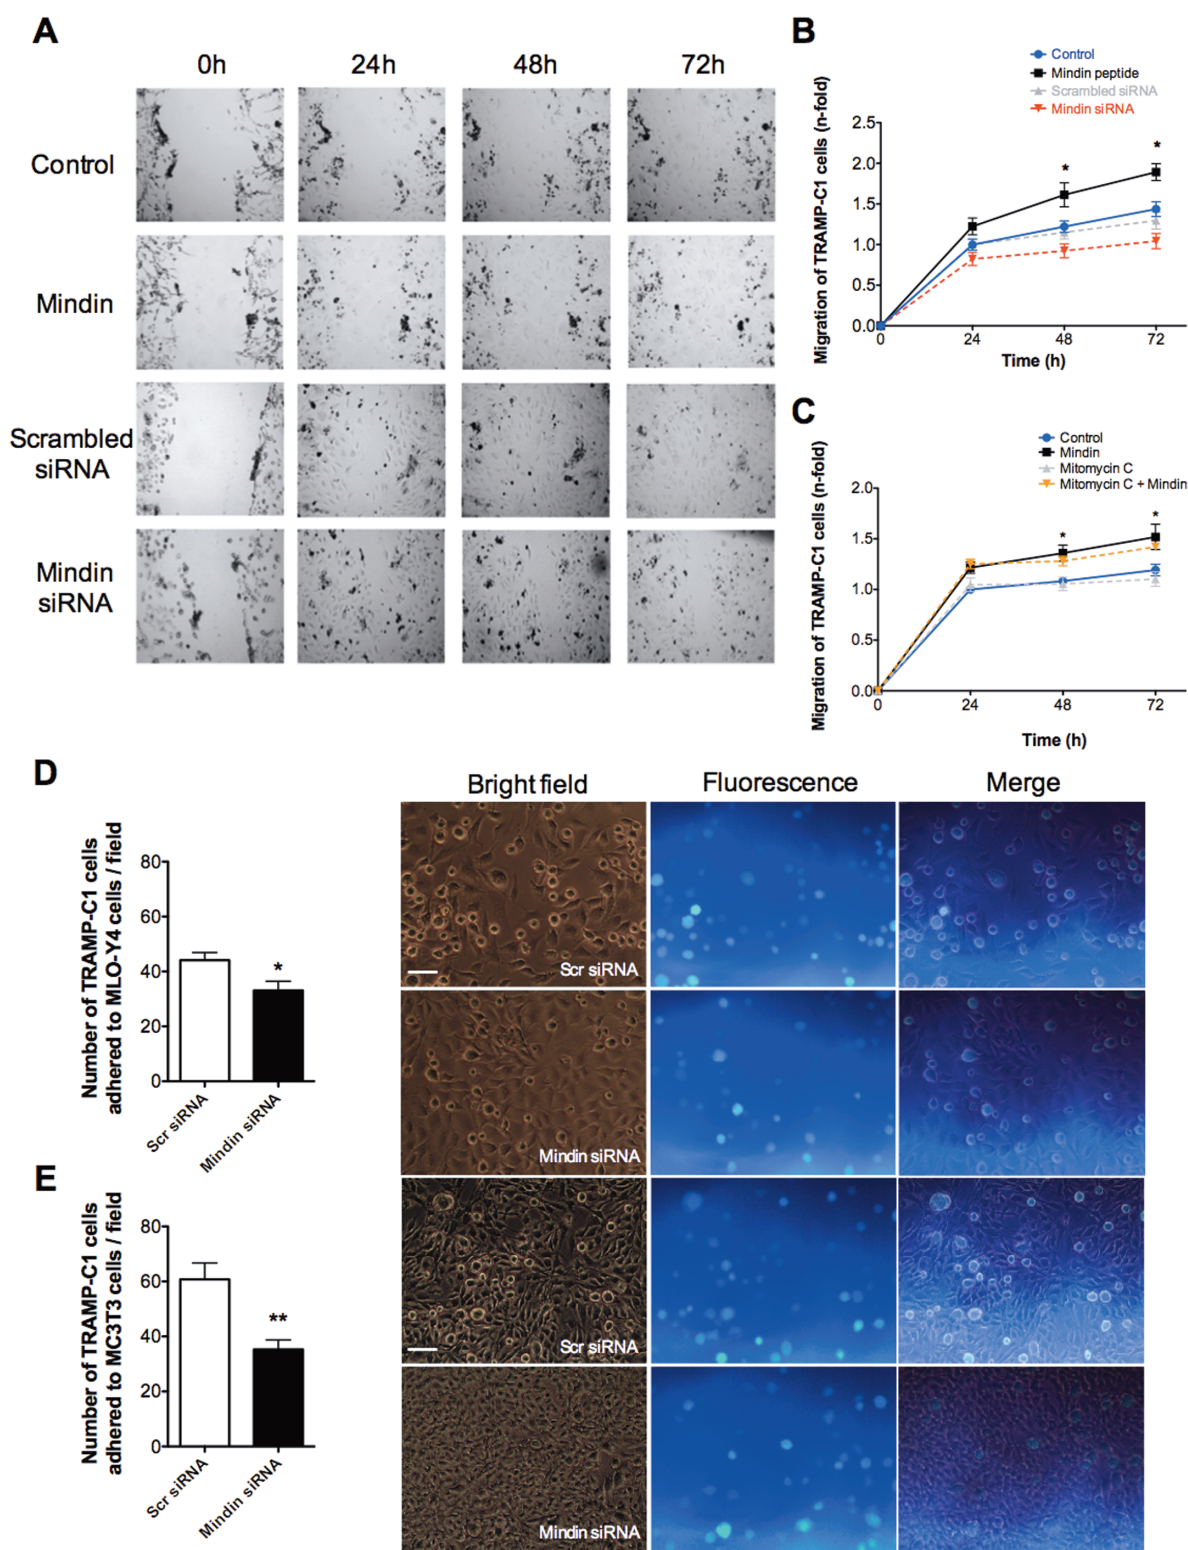 A
0h
24h
48h
72h
Control
Mindin
Scrambled
siRNA
Mindin
siRNA
B
Control
Mindin peptide
Scrambled siRNA
Mindin siRNA
Migration of TRAMP-C1 cells (n-fold)
2.5
2.0
1.5
1.0
0.5
0.0
*
*
0
24
48
72
Time (h)
C
Control
Mindin
Mitomycin C
Mitomycin C + Mindin
Migration of TRAMP-C1 cells (n-fold)
2.0
1.5
1.0
0.5
0.0
*
*
0
24
48
72
Time (h)
D
Number of TRAMP-C1 cells
adhered to MLO-Y4 cells / field
80
60
40
20
0
*
Scr siRNA
Mindin siRNA
Bright field
Fluorescence
Merge
Scr siRNA
Mindin siRNA
E
Number of TRAMP-C1 cells
adhered to MC3T3 cells / field
80
60
40
20
0
**
Scr siRNA
Mindin siRNA
Scr siRNA
Mindin siRNA